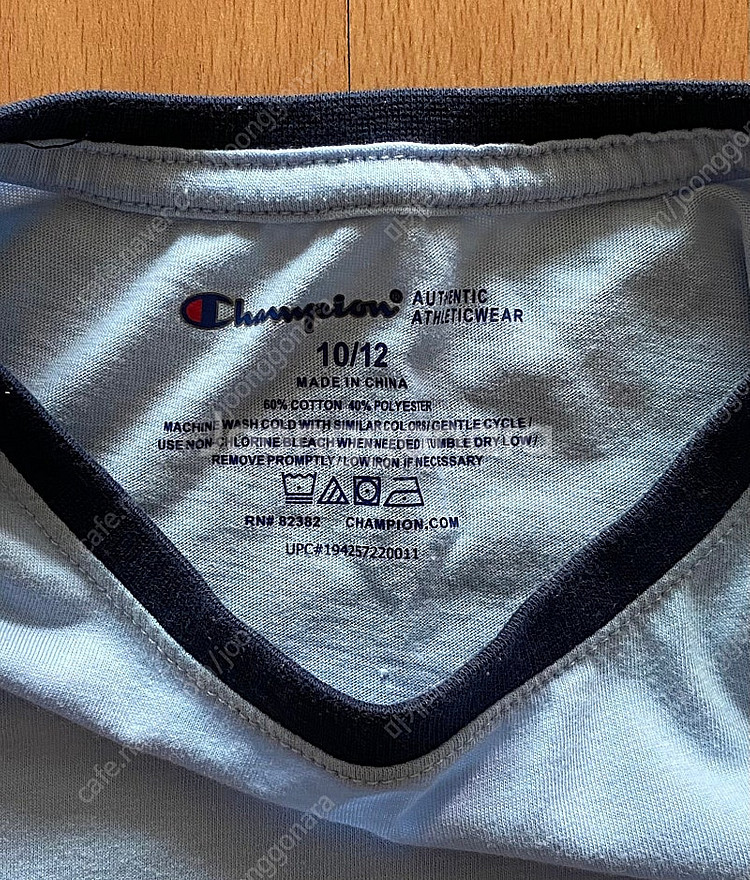 Champion® AUTHENTIC
ATHLETICWEAR
10/12
MADE IN CHINA
60% COTTON 40% POLYESTER
MACHINE WASH COLD WITH SIMILAR COLORS/GENTLE CYCLE/
USE NON-CHLORINE BLEACH WHEN NEEDED/TUMBLE DRY LOW/
REMOVE PROMPTLY/LOW IRON IF NECESSARY
RN# 82382 CHAMPION.COM
UPC#194257220011